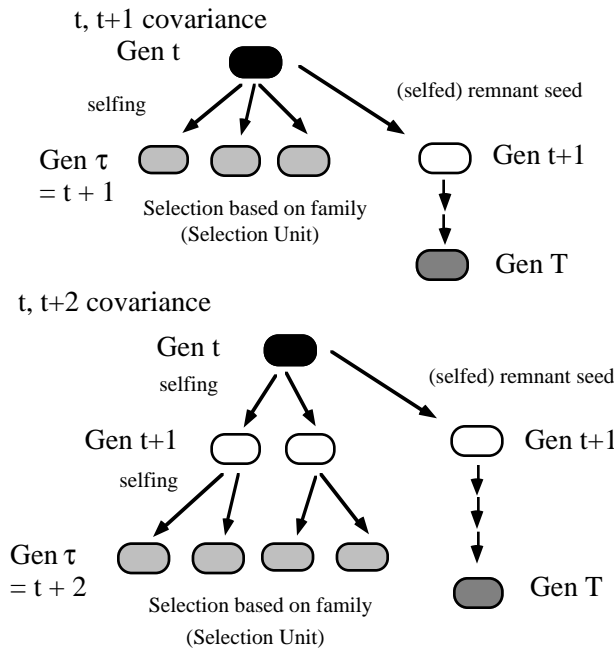 t, t+1 covariance
Gen t
selfing
(selfed) remnant seed
Gen τ
= t + 1
Gen t+1
Selection based on family
(Selection Unit)
Gen T
t, t+2 covariance
Gen t
selfing
(selfed) remnant seed
Gen t+1
Gen t+1
selfing
Gen τ
= t + 2
Gen T
Selection based on family
(Selection Unit)